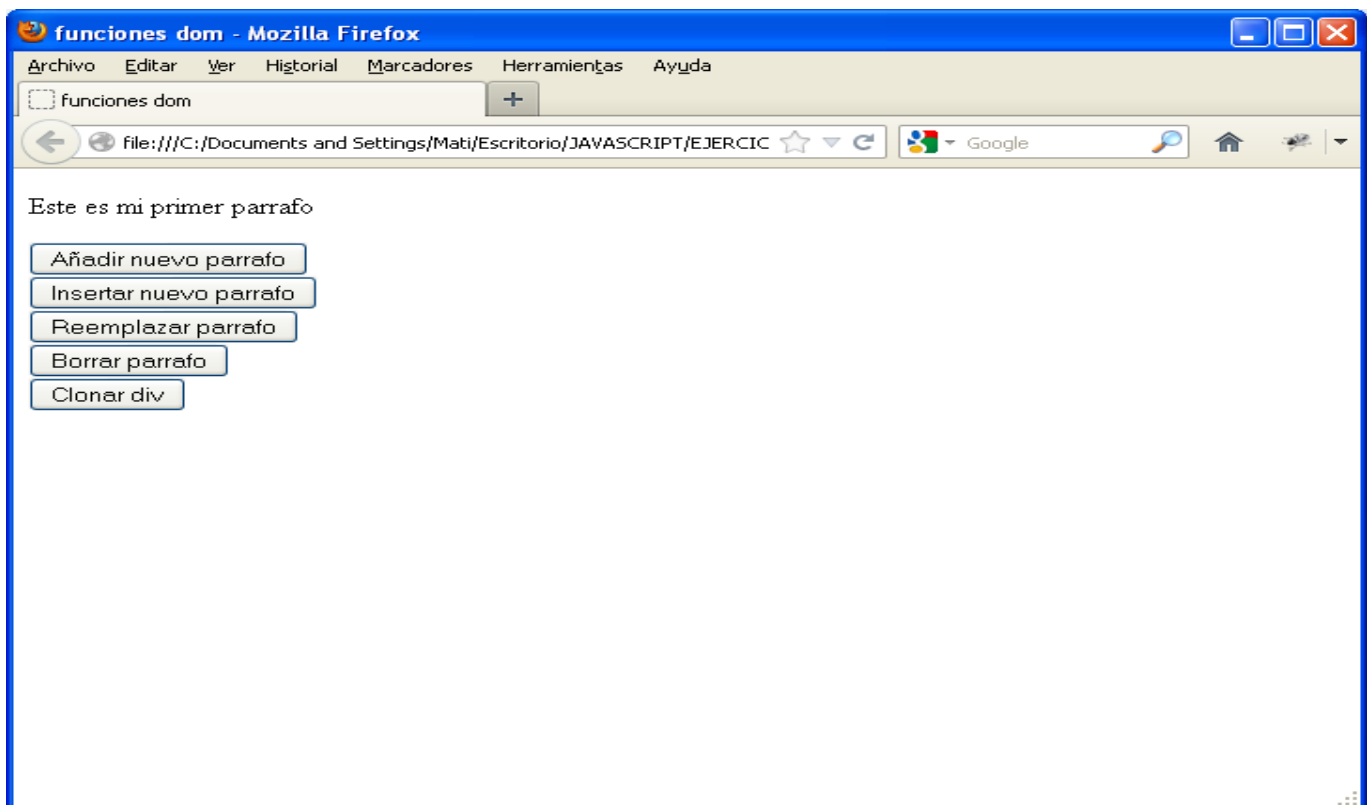 funciones dom - Mozilla Firefox
Archivo Editar Ver Historial Marcadores Herramientas Ayuda
funciones dom
file:///C:/Documents and Settings/Mati/Escritorio/JAVASCRIPT/EJERCIC Google
Este es mi primer parrafo
Añadir nuevo parrafo
Insertar nuevo parrafo
Reemplazar parrafo
Borrar parrafo
Clonar div